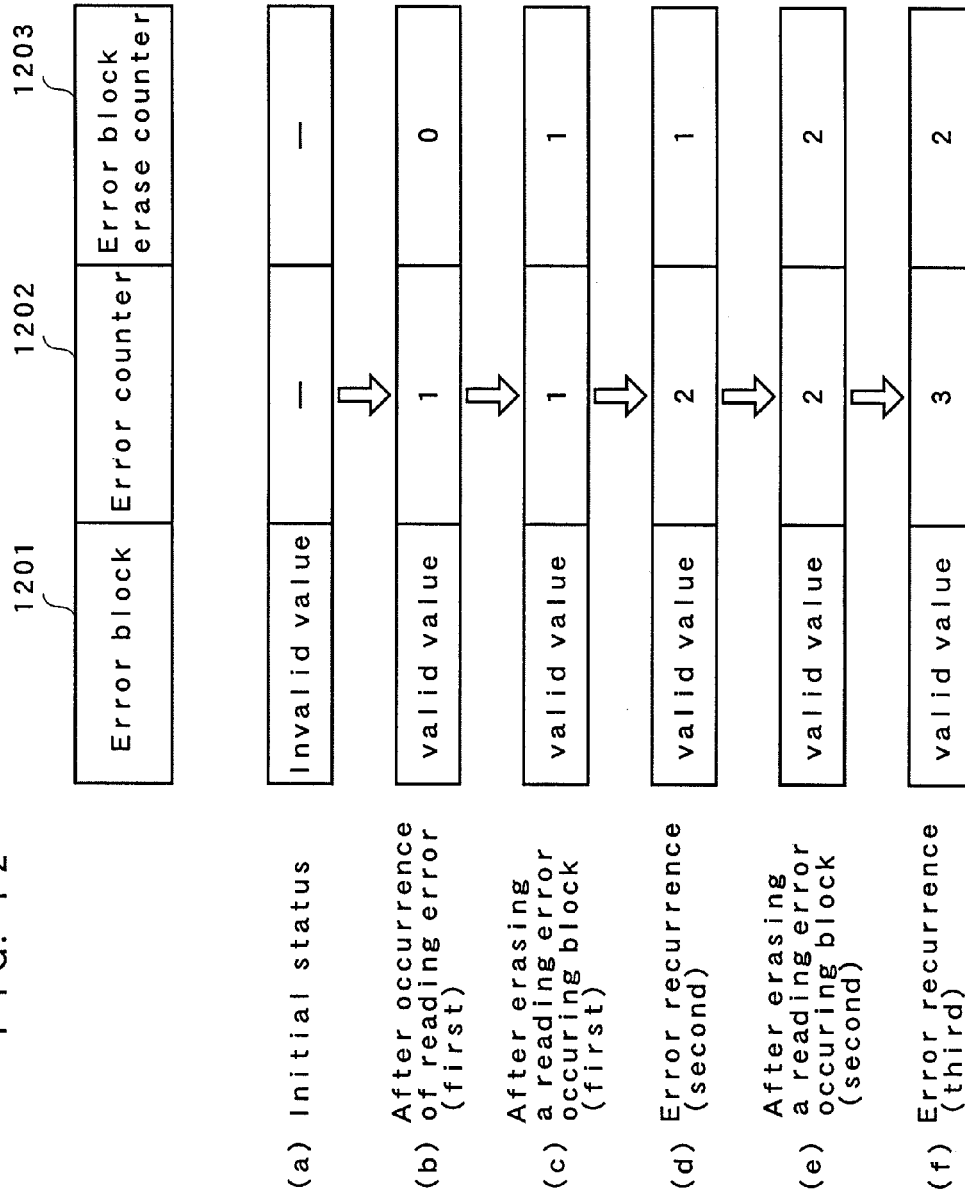 FIG. 12
1201
1202
1203
Error block
Error counter
Error block
erase counter
(a) Initial status
Invalid value
—
—
(b) After occurrence
of reading error
(first)
valid value
1
0
(c) After erasing
a reading error
occuring block
(first)
valid value
1
1
(d) Error recurrence
(second)
valid value
2
1
(e) After erasing
a reading error
occuring block
(second)
valid value
2
2
(f) Error recurrence
(third)
valid value
3
2